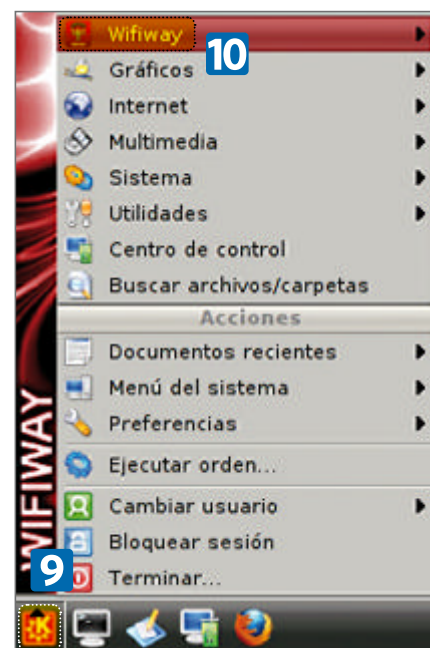 Wifiway
10
Gráficos
Internet
Multimedia
Sistema
Utilidades
Centro de control
Buscar archivos/carpetas
Acciones
Documentos recientes
Menú del sistema
Preferencias
Ejecutar orden...
Cambiar usuario
Bloquear sesión
Terminar...
WIFIWAY
9
K